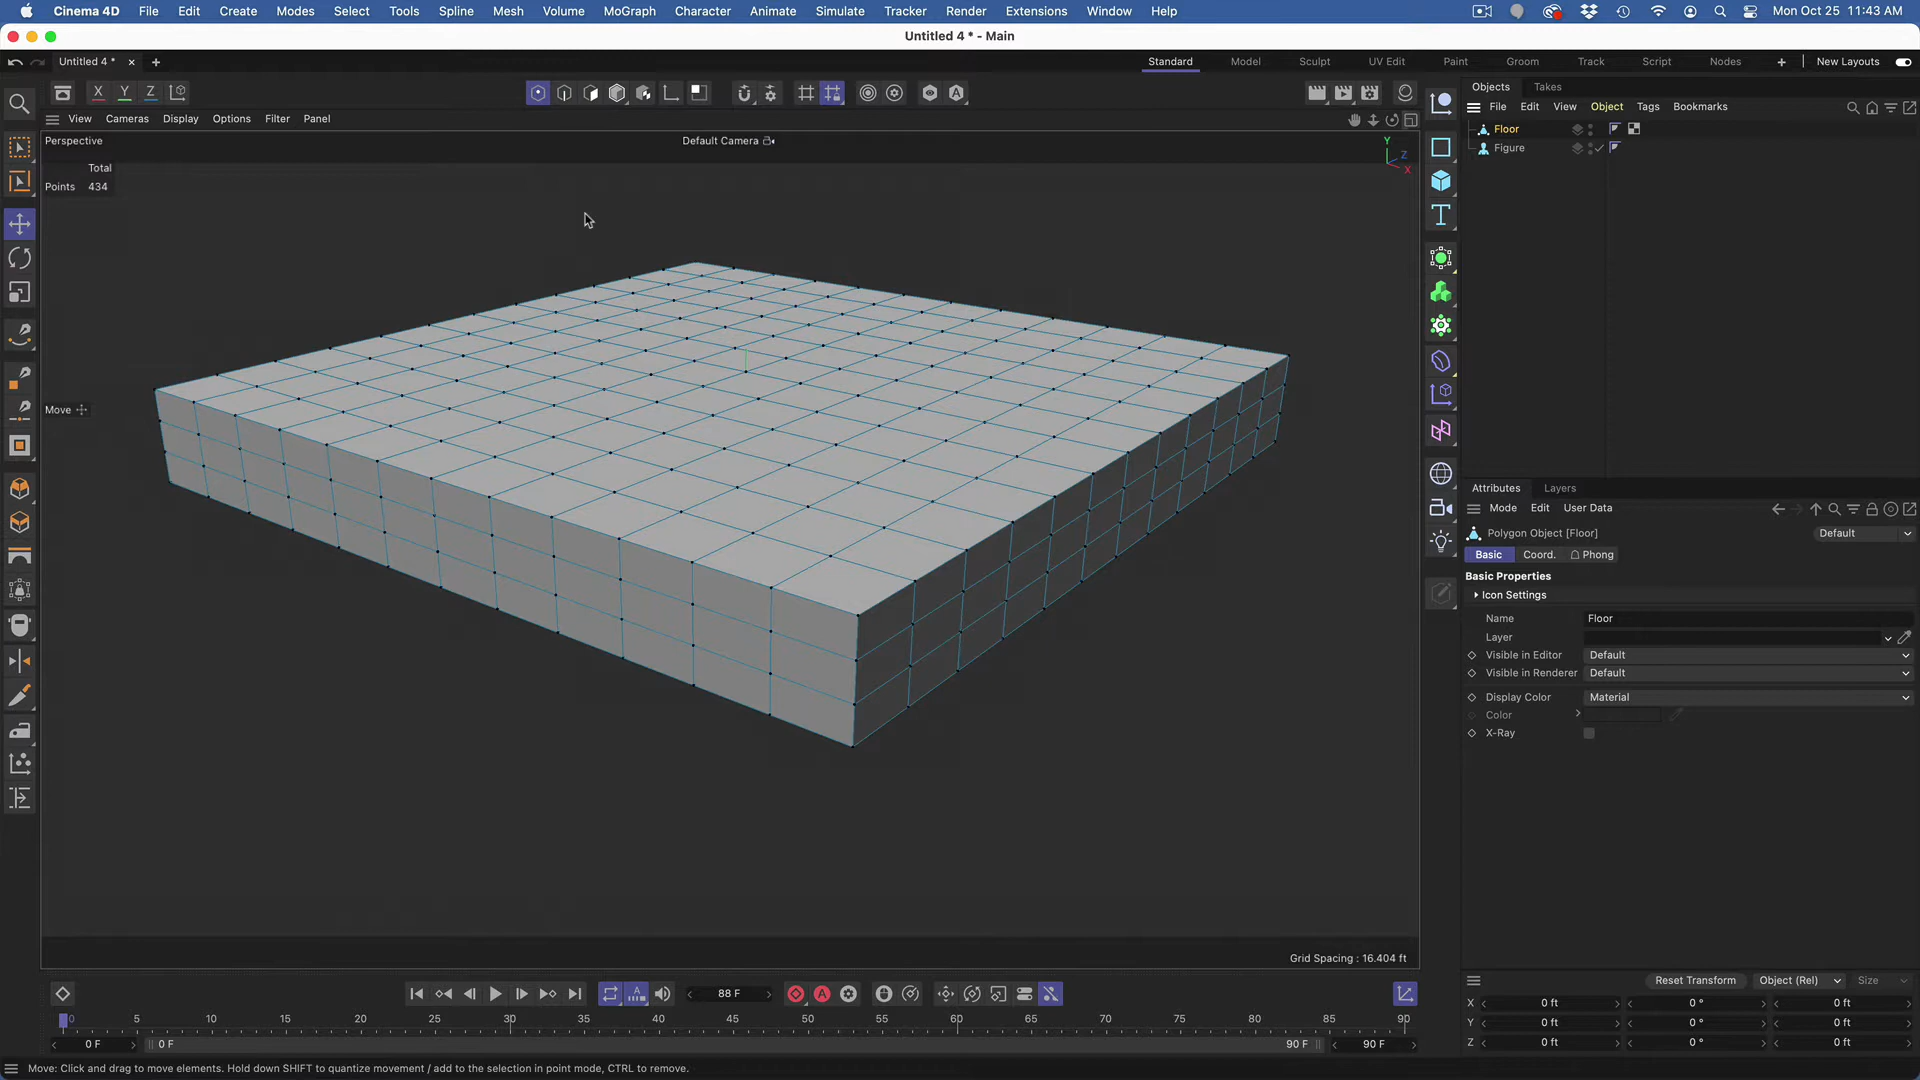 Cinema 4D File Edit Create Modes Select Tools Spline Mesh Volume MoGraph Character Animate Simulate Tracker Render Extensions Window Help Mon Oct 25 11:43 AM
Untitled 4 * - Main
Untitled 4 * Standard Model Sculpt UV Edit Paint Groom Track Script Nodes New Layouts
X Y Z
Objects Takes
View Cameras Display Options Filter Panel
File Edit View Object Tags Bookmarks
Perspective Default Camera
Floor
Figure
Y
Z
X
Total
Points 434
Move
Attributes Layers
Mode Edit User Data
Polygon Object [Floor] Default
Basic Coord. Phong
Basic Properties
Icon Settings
Name Floor
Layer
Visible in Editor Default
Visible in Renderer Default
Display Color Material
Color
X-Ray
Grid Spacing : 16.404 ft
88 F
Reset Transform Object (Rel) Size
X 0 ft 0 ° 0 ft
Y 0 ft 0 ° 0 ft
Z 0 ft 0 ° 0 ft
0 5 10 15 20 25 30 35 40 45 50 55 60 65 70 75 80 85 90
0 F 0 F 90 F 90 F
Move: Click and drag to move elements. Hold down SHIFT to quantize movement / add to the selection in point mode, CTRL to remove.